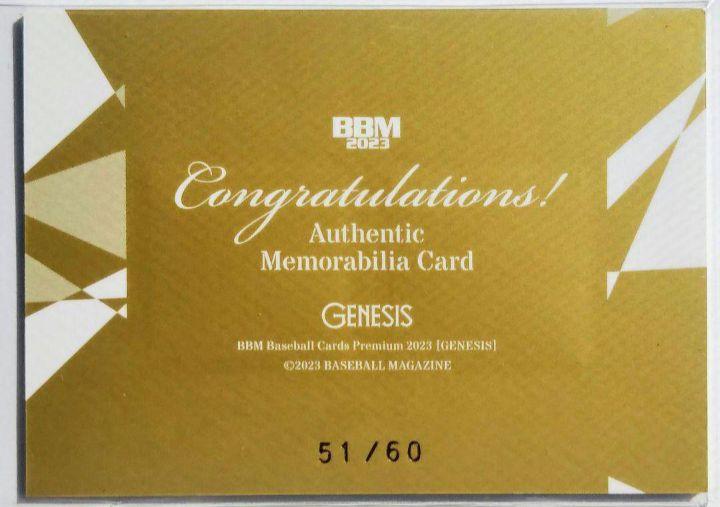 BBM
2023
Congratulations!
Authentic
Memorabilia Card
GENESIS
BBM Baseball Cards Premium 2023 [GENESIS]
©2023 BASEBALL MAGAZINE
51/60